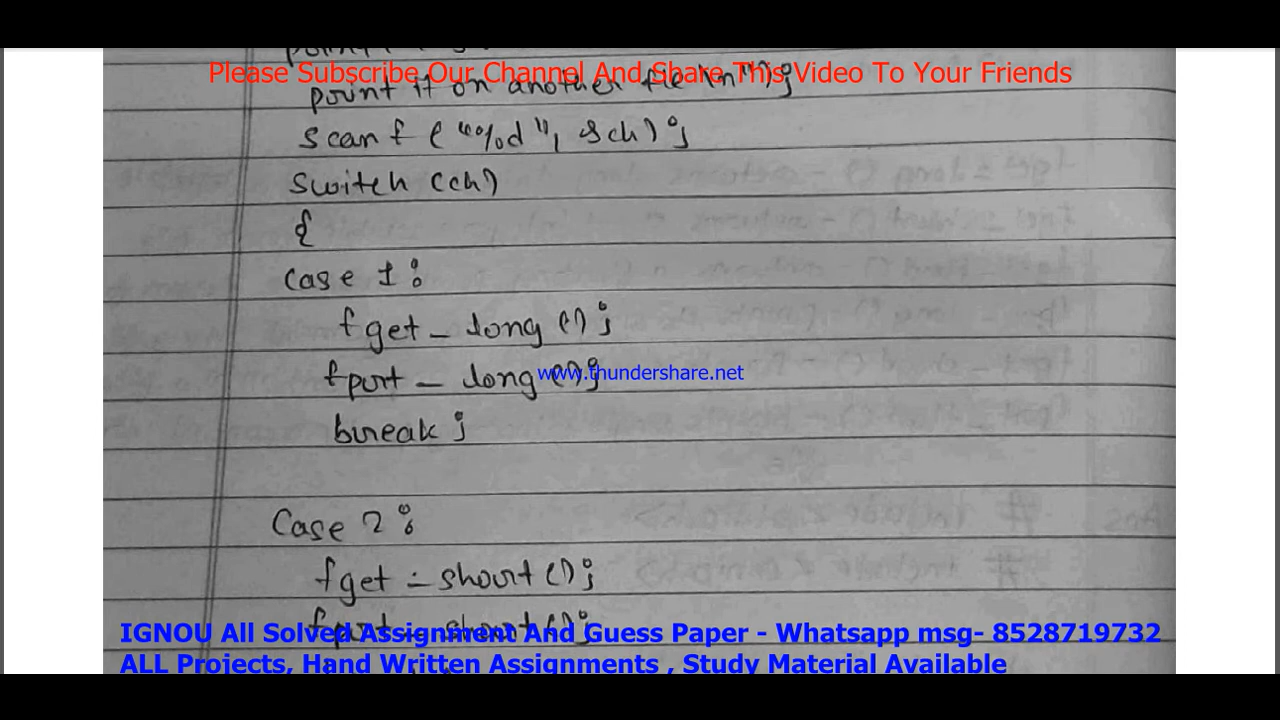 Please Subscribe Our Channel And Share This Video To Your Friends
point it on another file \n");
scanf ("%d", &ch);
switch (ch)
{
case 1:
fget_long ();
fput_long ();
www.thundershare.net
break;
Case 2:
fget_short ();
fput_short ();
IGNOU All Solved Assignment And Guess Paper - Whatsapp msg- 8528719732
ALL Projects, Hand Written Assignments , Study Material Available